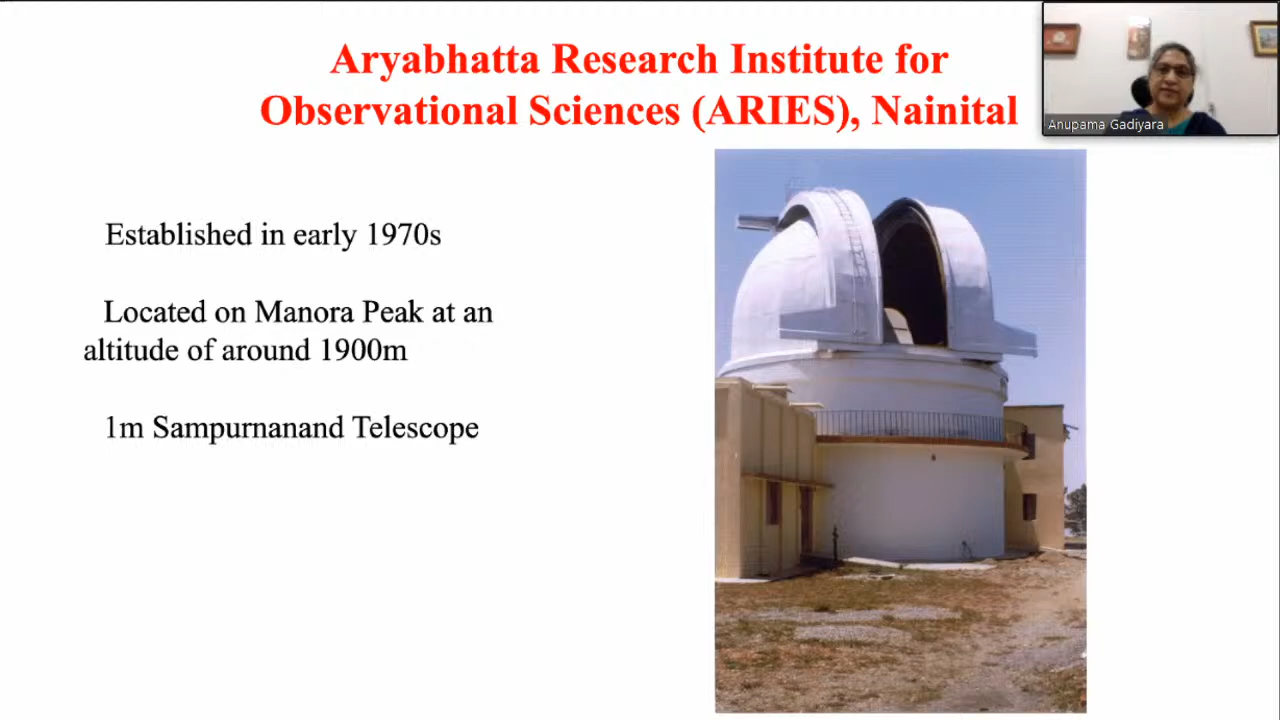 Aryabhatta Research Institute for
Observational Sciences (ARIES), Nainital
Anupama Gadiyara
Established in early 1970s
Located on Manora Peak at an
altitude of around 1900m
1m Sampurnanand Telescope